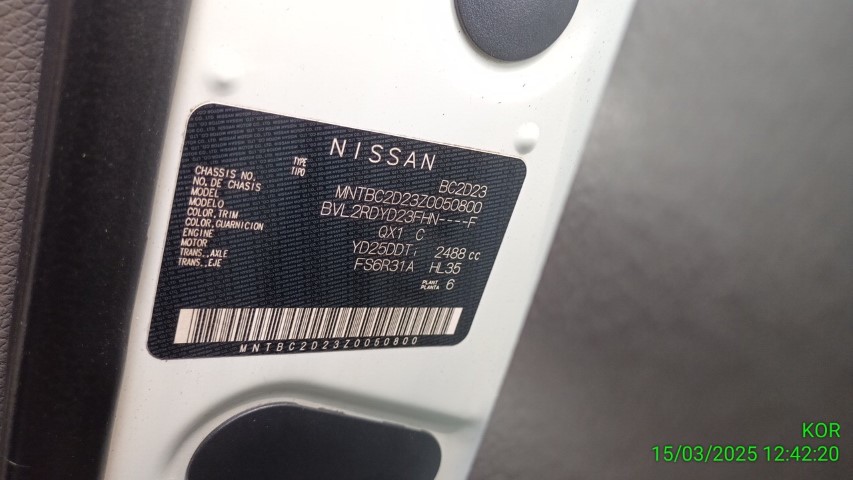 NISSAN
TYPE
TIPO
BC2D23
CHASSIS NO.
NO. DE CHASIS
MNTBC2D23Z0050800
MODEL
MODELO
BVL2RDYD23FHN----F
COLOR,TRIM
COLOR,GUARNICION
QX1 C
ENGINE
MOTOR
YD25DDTi 2488 cc
TRANS.,AXLE
TRANS.,EJE
FS6R31A HL35
PLANT
PLANTA
6
MNTBC2D23Z0050800
KOR
15/03/2025 12:42:20